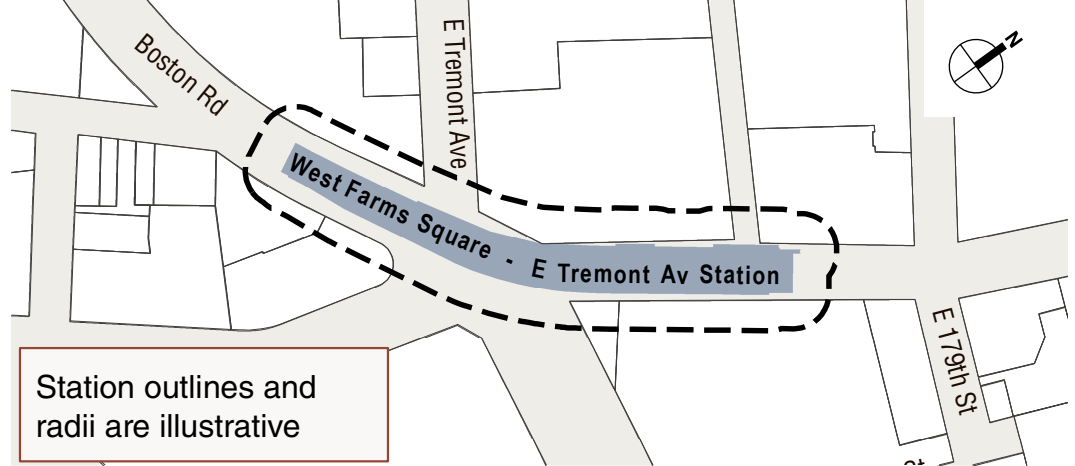 Boston Rd
E Tremont Ave
N
West Farms Square - E Tremont Av Station
E 179th St
Station outlines and
radii are illustrative